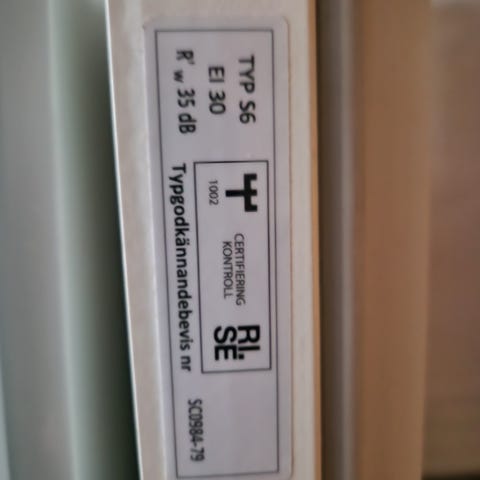 TYP S6
EI 30
R' w 35 dB
1002
CERTIFIERING
KONTROLL
RI.
SE
Typgodkännandebevis nr SC0984-79